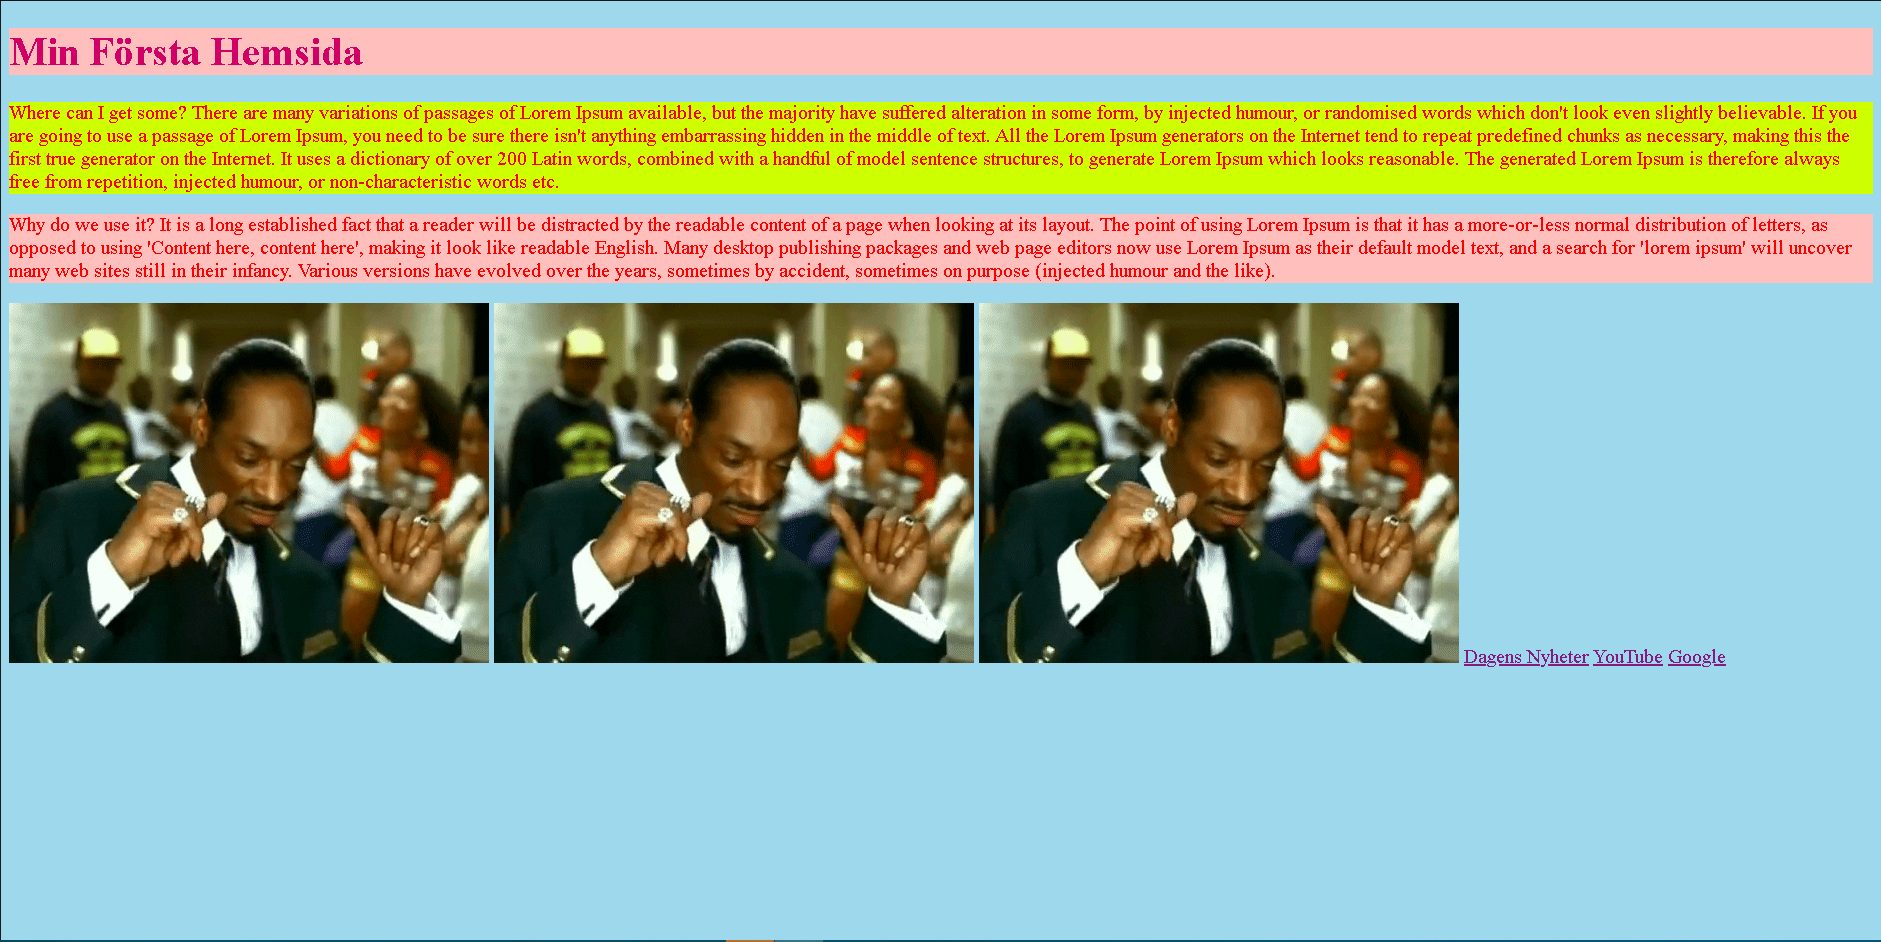 Min Första Hemsida
Where can I get some? There are many variations of passages of Lorem Ipsum available, but the majority have suffered alteration in some form, by injected humour, or randomised words which don't look even slightly believable. If you
are going to use a passage of Lorem Ipsum, you need to be sure there isn't anything embarrassing hidden in the middle of text. All the Lorem Ipsum generators on the Internet tend to repeat predefined chunks as necessary, making this the
first true generator on the Internet. It uses a dictionary of over 200 Latin words, combined with a handful of model sentence structures, to generate Lorem Ipsum which looks reasonable. The generated Lorem Ipsum is therefore always
free from repetition, injected humour, or non-characteristic words etc.
Why do we use it? It is a long established fact that a reader will be distracted by the readable content of a page when looking at its layout. The point of using Lorem Ipsum is that it has a more-or-less normal distribution of letters, as
opposed to using 'Content here, content here', making it look like readable English. Many desktop publishing packages and web page editors now use Lorem Ipsum as their default model text, and a search for 'lorem ipsum' will uncover
many web sites still in their infancy. Various versions have evolved over the years, sometimes by accident, sometimes on purpose (injected humour and the like).
Dagens Nyheter YouTube Google